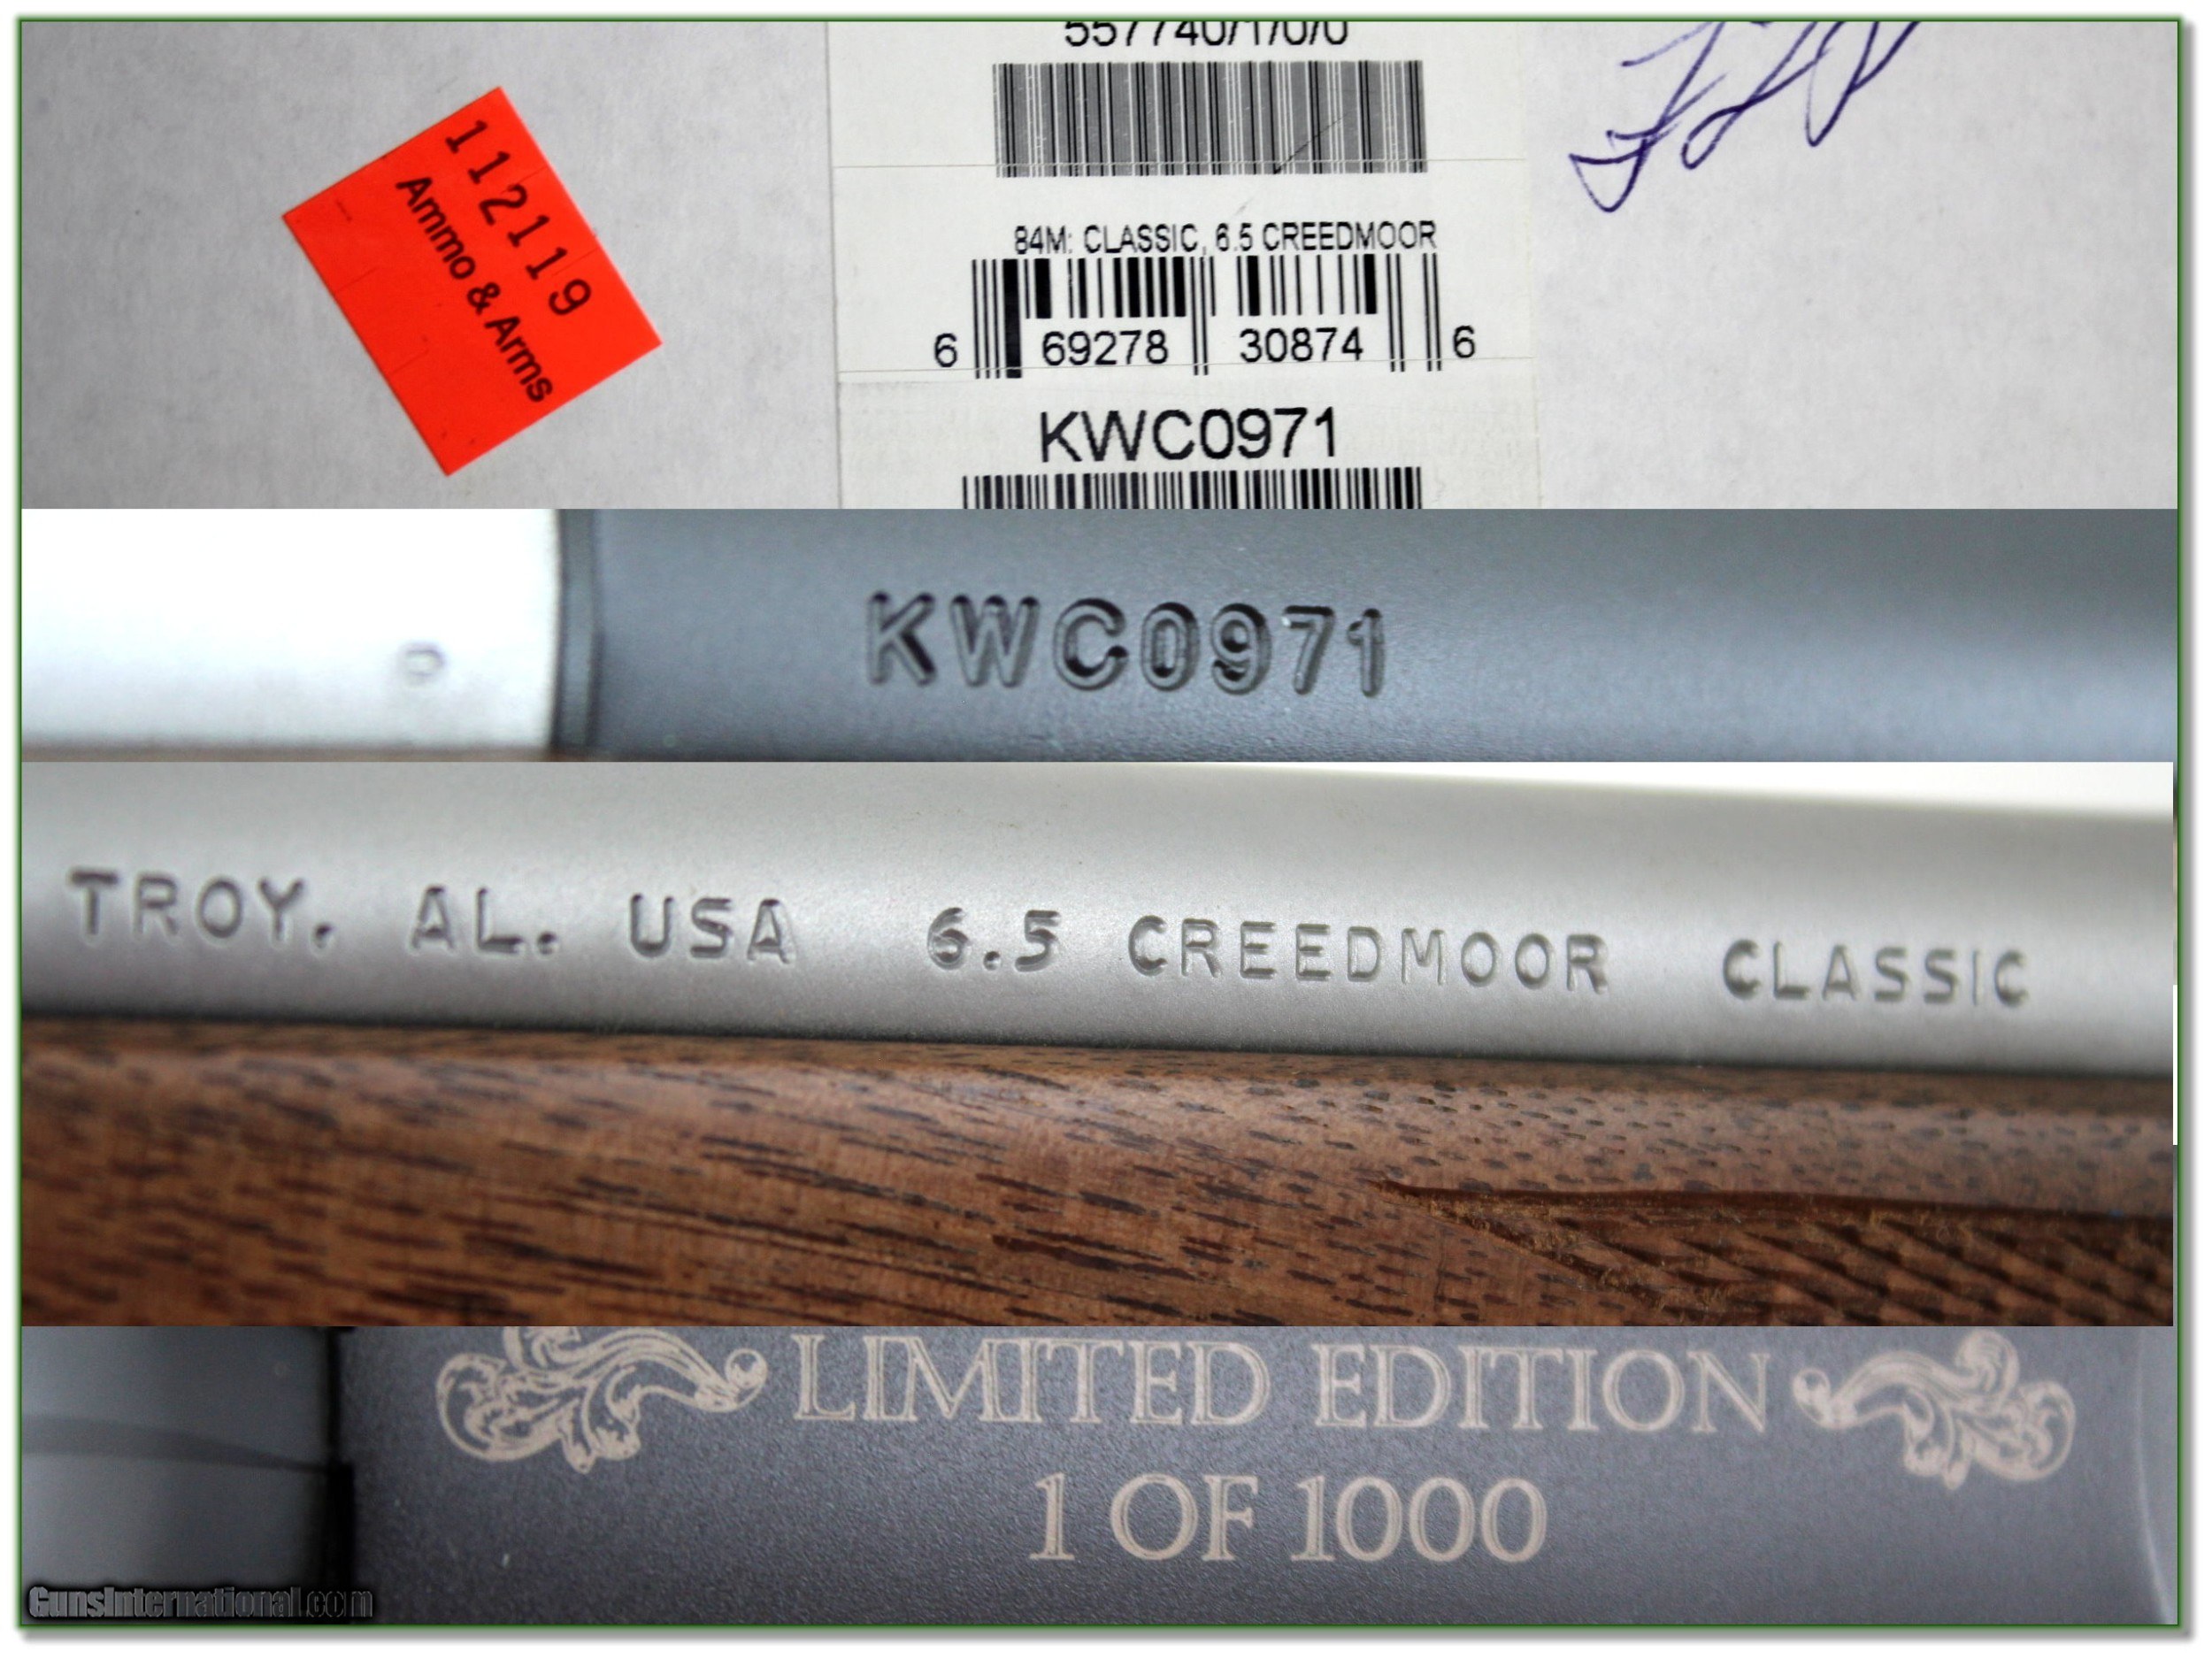 557740/1/0/0
112119
Ammo & Arms
84M: CLASSIC, 6.5 CREEDMOOR
6 69278 30874 6
KWC0971
KWC0971
TROY, AL. USA 6.5 CREEDMOOR CLASSIC
LIMITED EDITION
1 OF 1000
GunsInternational.com